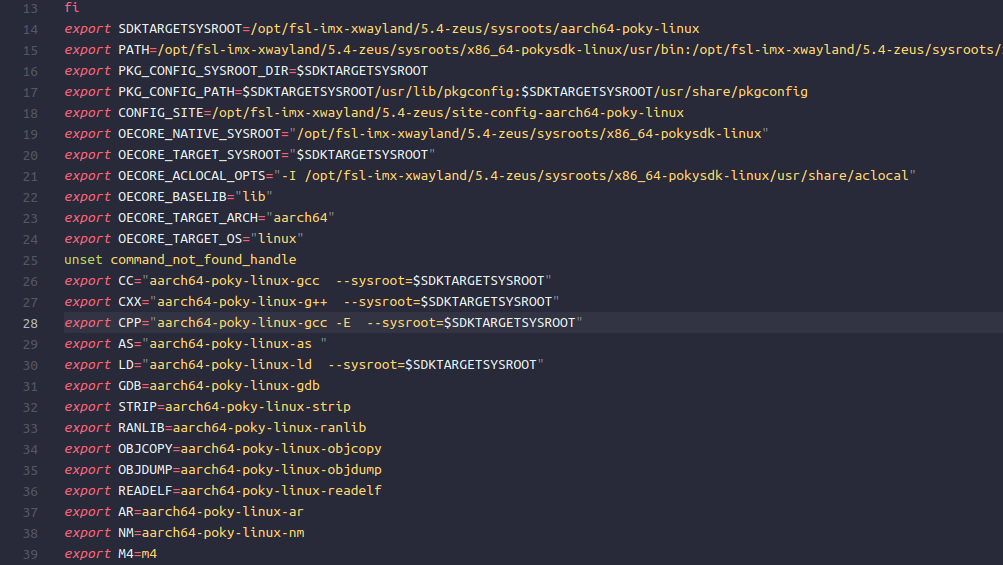 13 fi
14 export SDKTARGETSYSROOT=/opt/fsl-imx-xwayland/5.4-zeus/sysroots/aarch64-poky-linux
15 export PATH=/opt/fsl-imx-xwayland/5.4-zeus/sysroots/x86_64-pokysdk-linux/usr/bin:/opt/fsl-imx-xwayland/5.4-zeus/sysroots/
16 export PKG_CONFIG_SYSROOT_DIR=$SDKTARGETSYSROOT
17 export PKG_CONFIG_PATH=$SDKTARGETSYSROOT/usr/lib/pkgconfig:$SDKTARGETSYSROOT/usr/share/pkgconfig
18 export CONFIG_SITE=/opt/fsl-imx-xwayland/5.4-zeus/site-config-aarch64-poky-linux
19 export OECORE_NATIVE_SYSROOT="/opt/fsl-imx-xwayland/5.4-zeus/sysroots/x86_64-pokysdk-linux"
20 export OECORE_TARGET_SYSROOT="$SDKTARGETSYSROOT"
21 export OECORE_ACLOCAL_OPTS="-I /opt/fsl-imx-xwayland/5.4-zeus/sysroots/x86_64-pokysdk-linux/usr/share/aclocal"
22 export OECORE_BASELIB="lib"
23 export OECORE_TARGET_ARCH="aarch64"
24 export OECORE_TARGET_OS="linux"
25 unset command_not_found_handle
26 export CC="aarch64-poky-linux-gcc  --sysroot=$SDKTARGETSYSROOT"
27 export CXX="aarch64-poky-linux-g++  --sysroot=$SDKTARGETSYSROOT"
28 export CPP="aarch64-poky-linux-gcc -E  --sysroot=$SDKTARGETSYSROOT"
29 export AS="aarch64-poky-linux-as "
30 export LD="aarch64-poky-linux-ld  --sysroot=$SDKTARGETSYSROOT"
31 export GDB=aarch64-poky-linux-gdb
32 export STRIP=aarch64-poky-linux-strip
33 export RANLIB=aarch64-poky-linux-ranlib
34 export OBJCOPY=aarch64-poky-linux-objcopy
35 export OBJDUMP=aarch64-poky-linux-objdump
36 export READELF=aarch64-poky-linux-readelf
37 export AR=aarch64-poky-linux-ar
38 export NM=aarch64-poky-linux-nm
39 export M4=m4